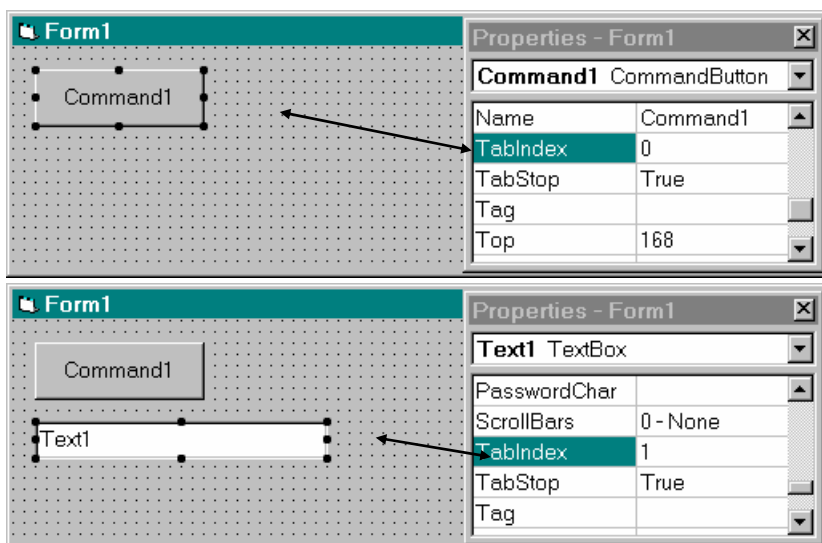 Form1
Command1
Properties - Form1
Command1 CommandButton
Name Command1
TabIndex 0
TabStop True
Tag
Top 168
Form1
Command1
Text1
Properties - Form1
Text1 TextBox
PasswordChar
ScrollBars 0 - None
TabIndex 1
TabStop True
Tag